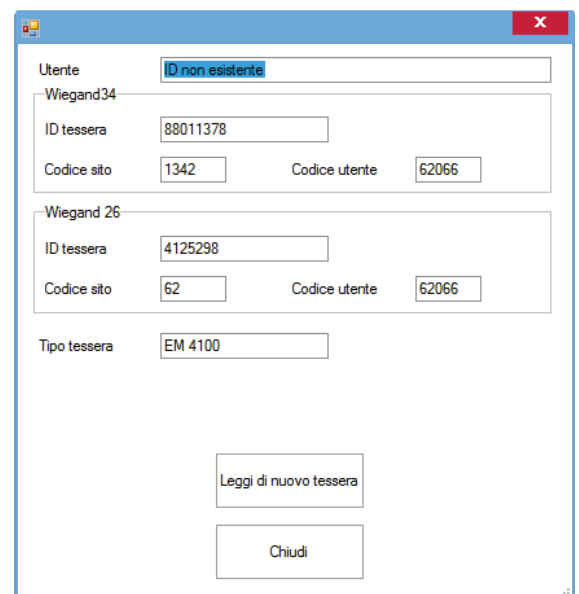 x
Utente ID non esistente
Wiegand34
ID tessera 88011378
Codice sito 1342 Codice utente 62066
Wiegand 26
ID tessera 4125298
Codice sito 62 Codice utente 62066
Tipo tessera EM 4100
Leggi di nuovo tessera
Chiudi